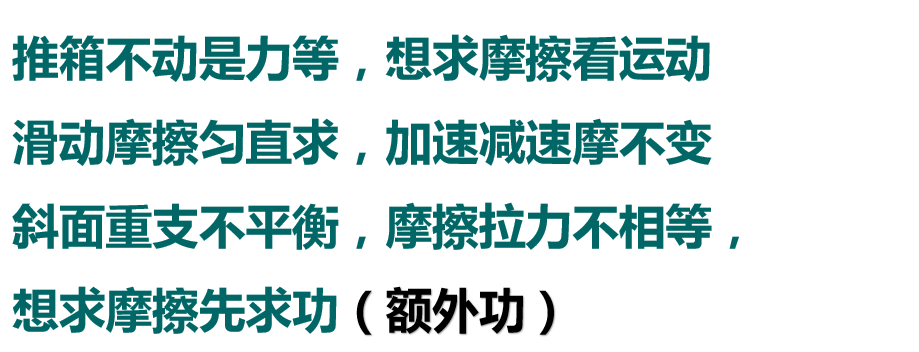 推箱不动是力等，想求摩擦看运动
滑动摩擦匀直求，加速减速摩不变
斜面重支不平衡，摩擦拉力不相等，
想求摩擦先求功（额外功）